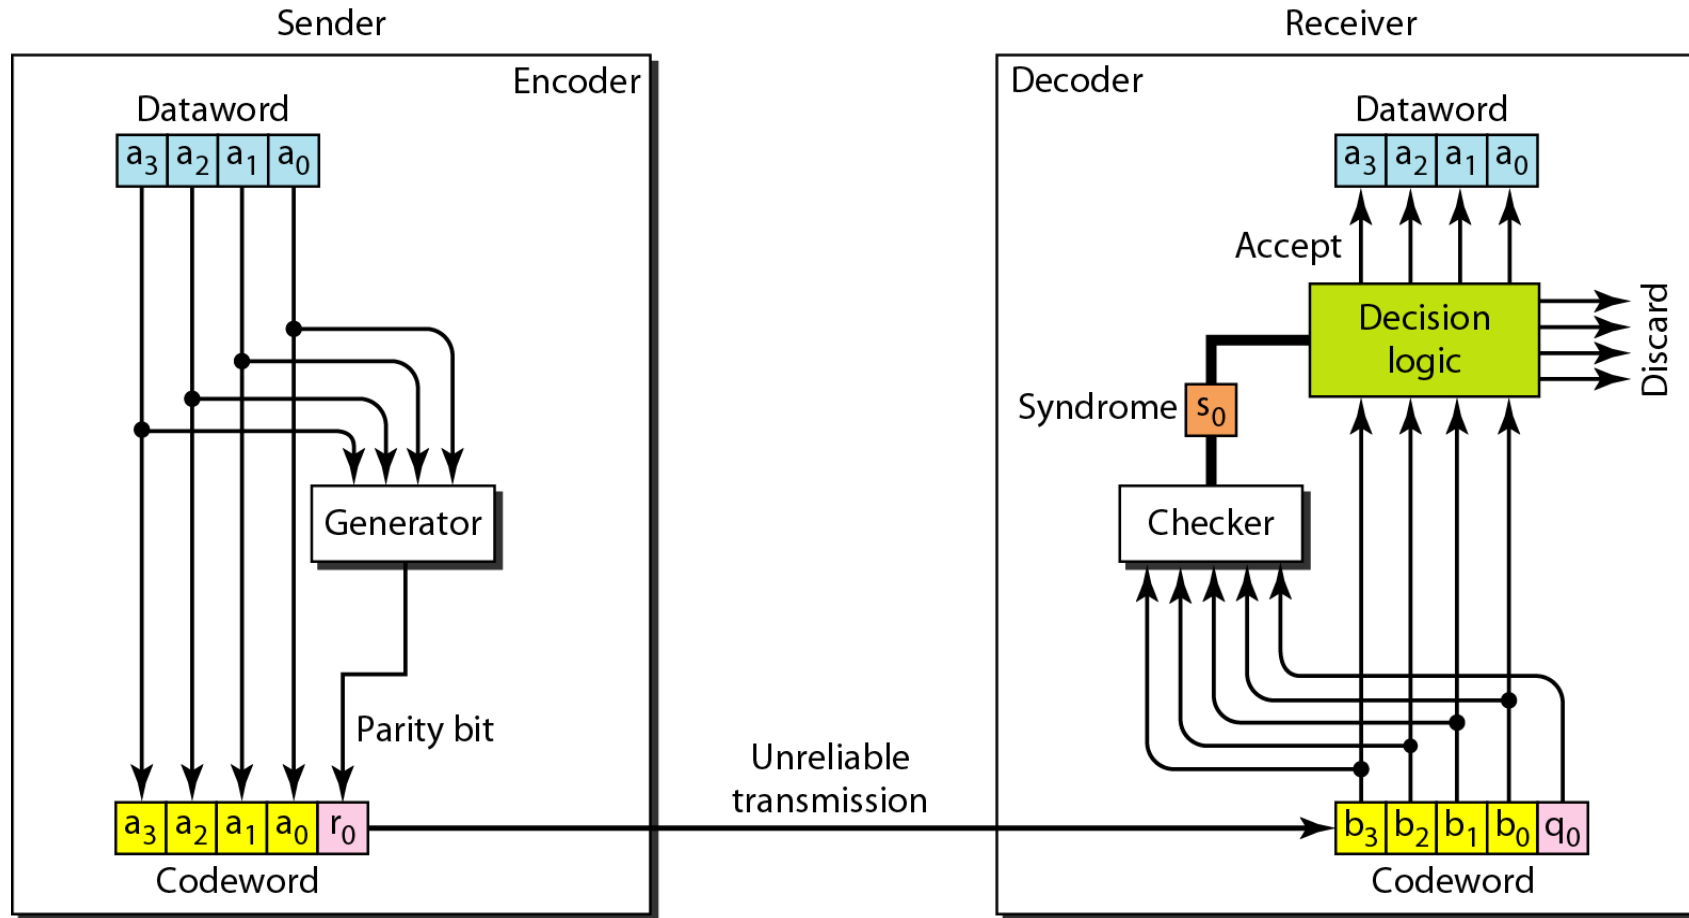 Sender
Encoder
Dataword
a3 a2 a1 a0
Generator
Parity bit
a3 a2 a1 a0 r0
Codeword
Unreliable
transmission
Receiver
Decoder
Dataword
a3 a2 a1 a0
Accept
Decision
logic
Discard
Syndrome s0
Checker
b3 b2 b1 b0 q0
Codeword